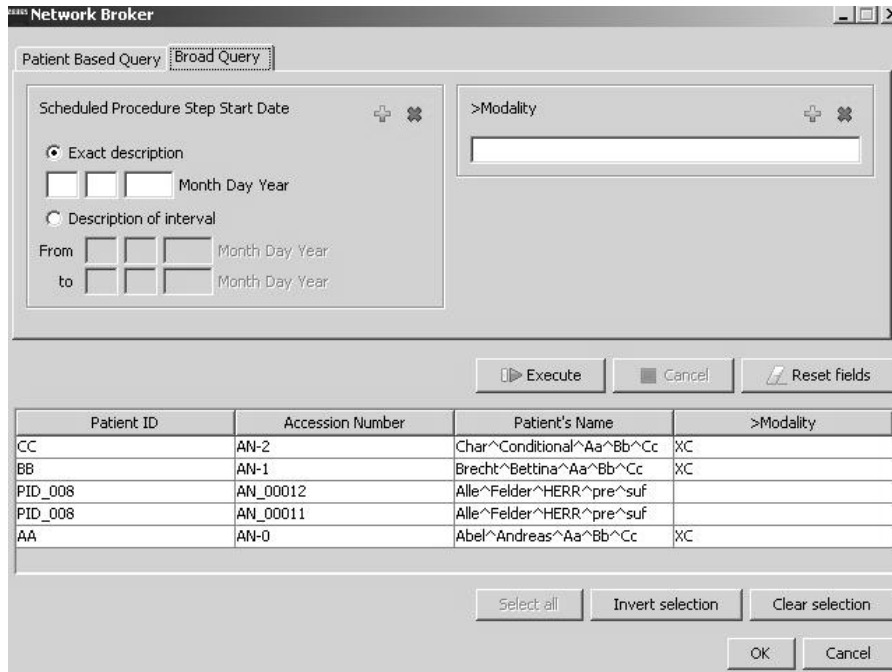 Network Broker
Patient Based Query Broad Query
Scheduled Procedure Step Start Date
Exact description
Month Day Year
Description of interval
From Month Day Year
to Month Day Year
>Modality
Execute Cancel Reset fields
Patient ID Accession Number Patient's Name >Modality
CC AN-2 Char^Conditional^Aa^Bb^Cc XC
BB AN-1 Brecht^Bettina^Aa^Bb^Cc XC
PID_008 AN_00012 Alle^Felder^HERR^pre^suf
PID_008 AN_00011 Alle^Felder^HERR^pre^suf
AA AN-0 Abel^Andreas^Aa^Bb^Cc XC
Select all Invert selection Clear selection
OK Cancel